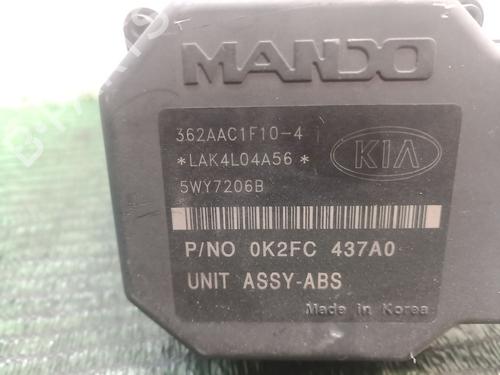 MANDO
362AAC1F10-4
*LAK4L04A56*
KIA
5WY7206B
P/NO 0K2FC 437A0
UNIT ASSY-ABS
Made in Korea